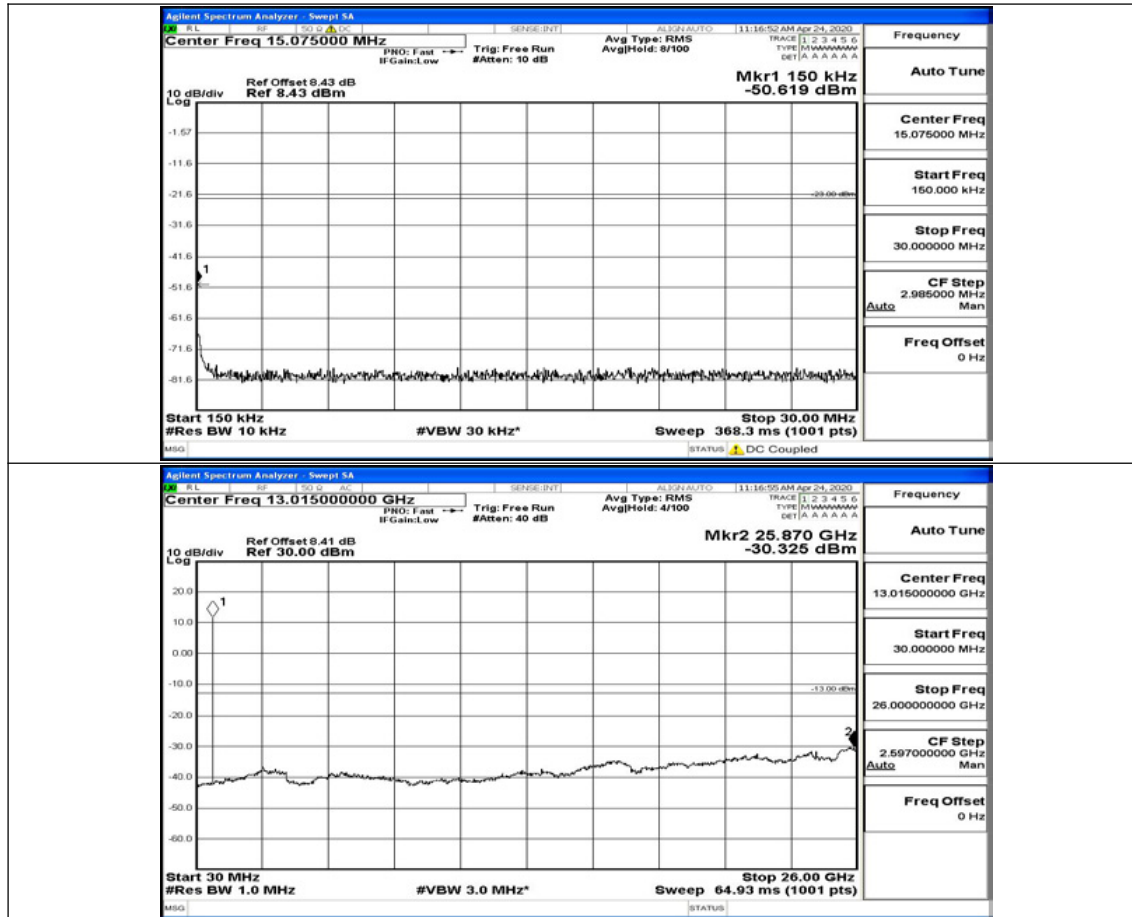 Agilent Spectrum Analyzer - Swept SA
RL RF 50 Ω DC SENSE:INT ALIGN AUTO 11:16:52 AM Apr 24, 2020
Center Freq 15.075000 MHz
PNO: Fast
IFGain:Low
Trig: Free Run
#Atten: 10 dB
Avg Type: RMS
Avg|Hold: 8/100
TRACE 1 2 3 4 5 6
TYPE M
DET A A A A A A
Ref Offset 8.43 dB
Ref 8.43 dBm
10 dB/div
Log
Mkr1 150 kHz
-50.619 dBm
-1.57
-11.6
-21.6
-23.00 dBm
-31.6
-41.6
1
-51.6
-61.6
-71.6
-81.6
Start 150 kHz
#Res BW 10 kHz
#VBW 30 kHz*
Stop 30.00 MHz
Sweep 368.3 ms (1001 pts)
MSG
STATUS DC Coupled
Frequency
Auto Tune
Center Freq
15.075000 MHz
Start Freq
150.000 kHz
Stop Freq
30.000000 MHz
CF Step
2.985000 MHz
Auto Man
Freq Offset
0 Hz
Agilent Spectrum Analyzer - Swept SA
RL RF 50 Ω AC SENSE:INT ALIGN AUTO 11:16:55 AM Apr 24, 2020
Center Freq 13.015000000 GHz
PNO: Fast
IFGain:Low
Trig: Free Run
#Atten: 40 dB
Avg Type: RMS
Avg|Hold: 4/100
TRACE 1 2 3 4 5 6
TYPE M
DET A A A A A A
Ref Offset 8.41 dB
Ref 30.00 dBm
10 dB/div
Log
Mkr2 25.870 GHz
-30.325 dBm
20.0
1
10.0
0.00
-10.0
-13.00 dBm
-20.0
2
-30.0
-40.0
-50.0
-60.0
Start 30 MHz
#Res BW 1.0 MHz
#VBW 3.0 MHz*
Stop 26.00 GHz
Sweep 64.93 ms (1001 pts)
MSG
STATUS
Frequency
Auto Tune
Center Freq
13.015000000 GHz
Start Freq
30.000000 MHz
Stop Freq
26.000000000 GHz
CF Step
2.597000000 GHz
Auto Man
Freq Offset
0 Hz